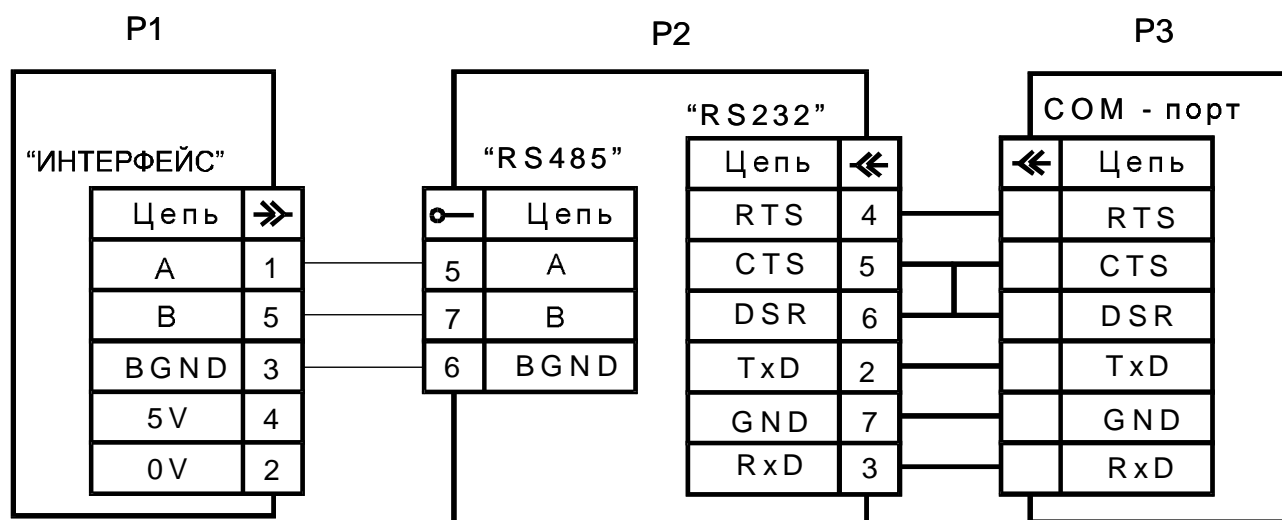 P1
P2
P3
“ИНТЕРФЕЙС”
Цепь
A 1
B 5
BGND 3
5V 4
0V 2
“RS485”
Цепь
5 A
7 B
6 BGND
“RS232”
Цепь
RTS 4
CTS 5
DSR 6
TxD 2
GND 7
RxD 3
COM - порт
Цепь
RTS
CTS
DSR
TxD
GND
RxD